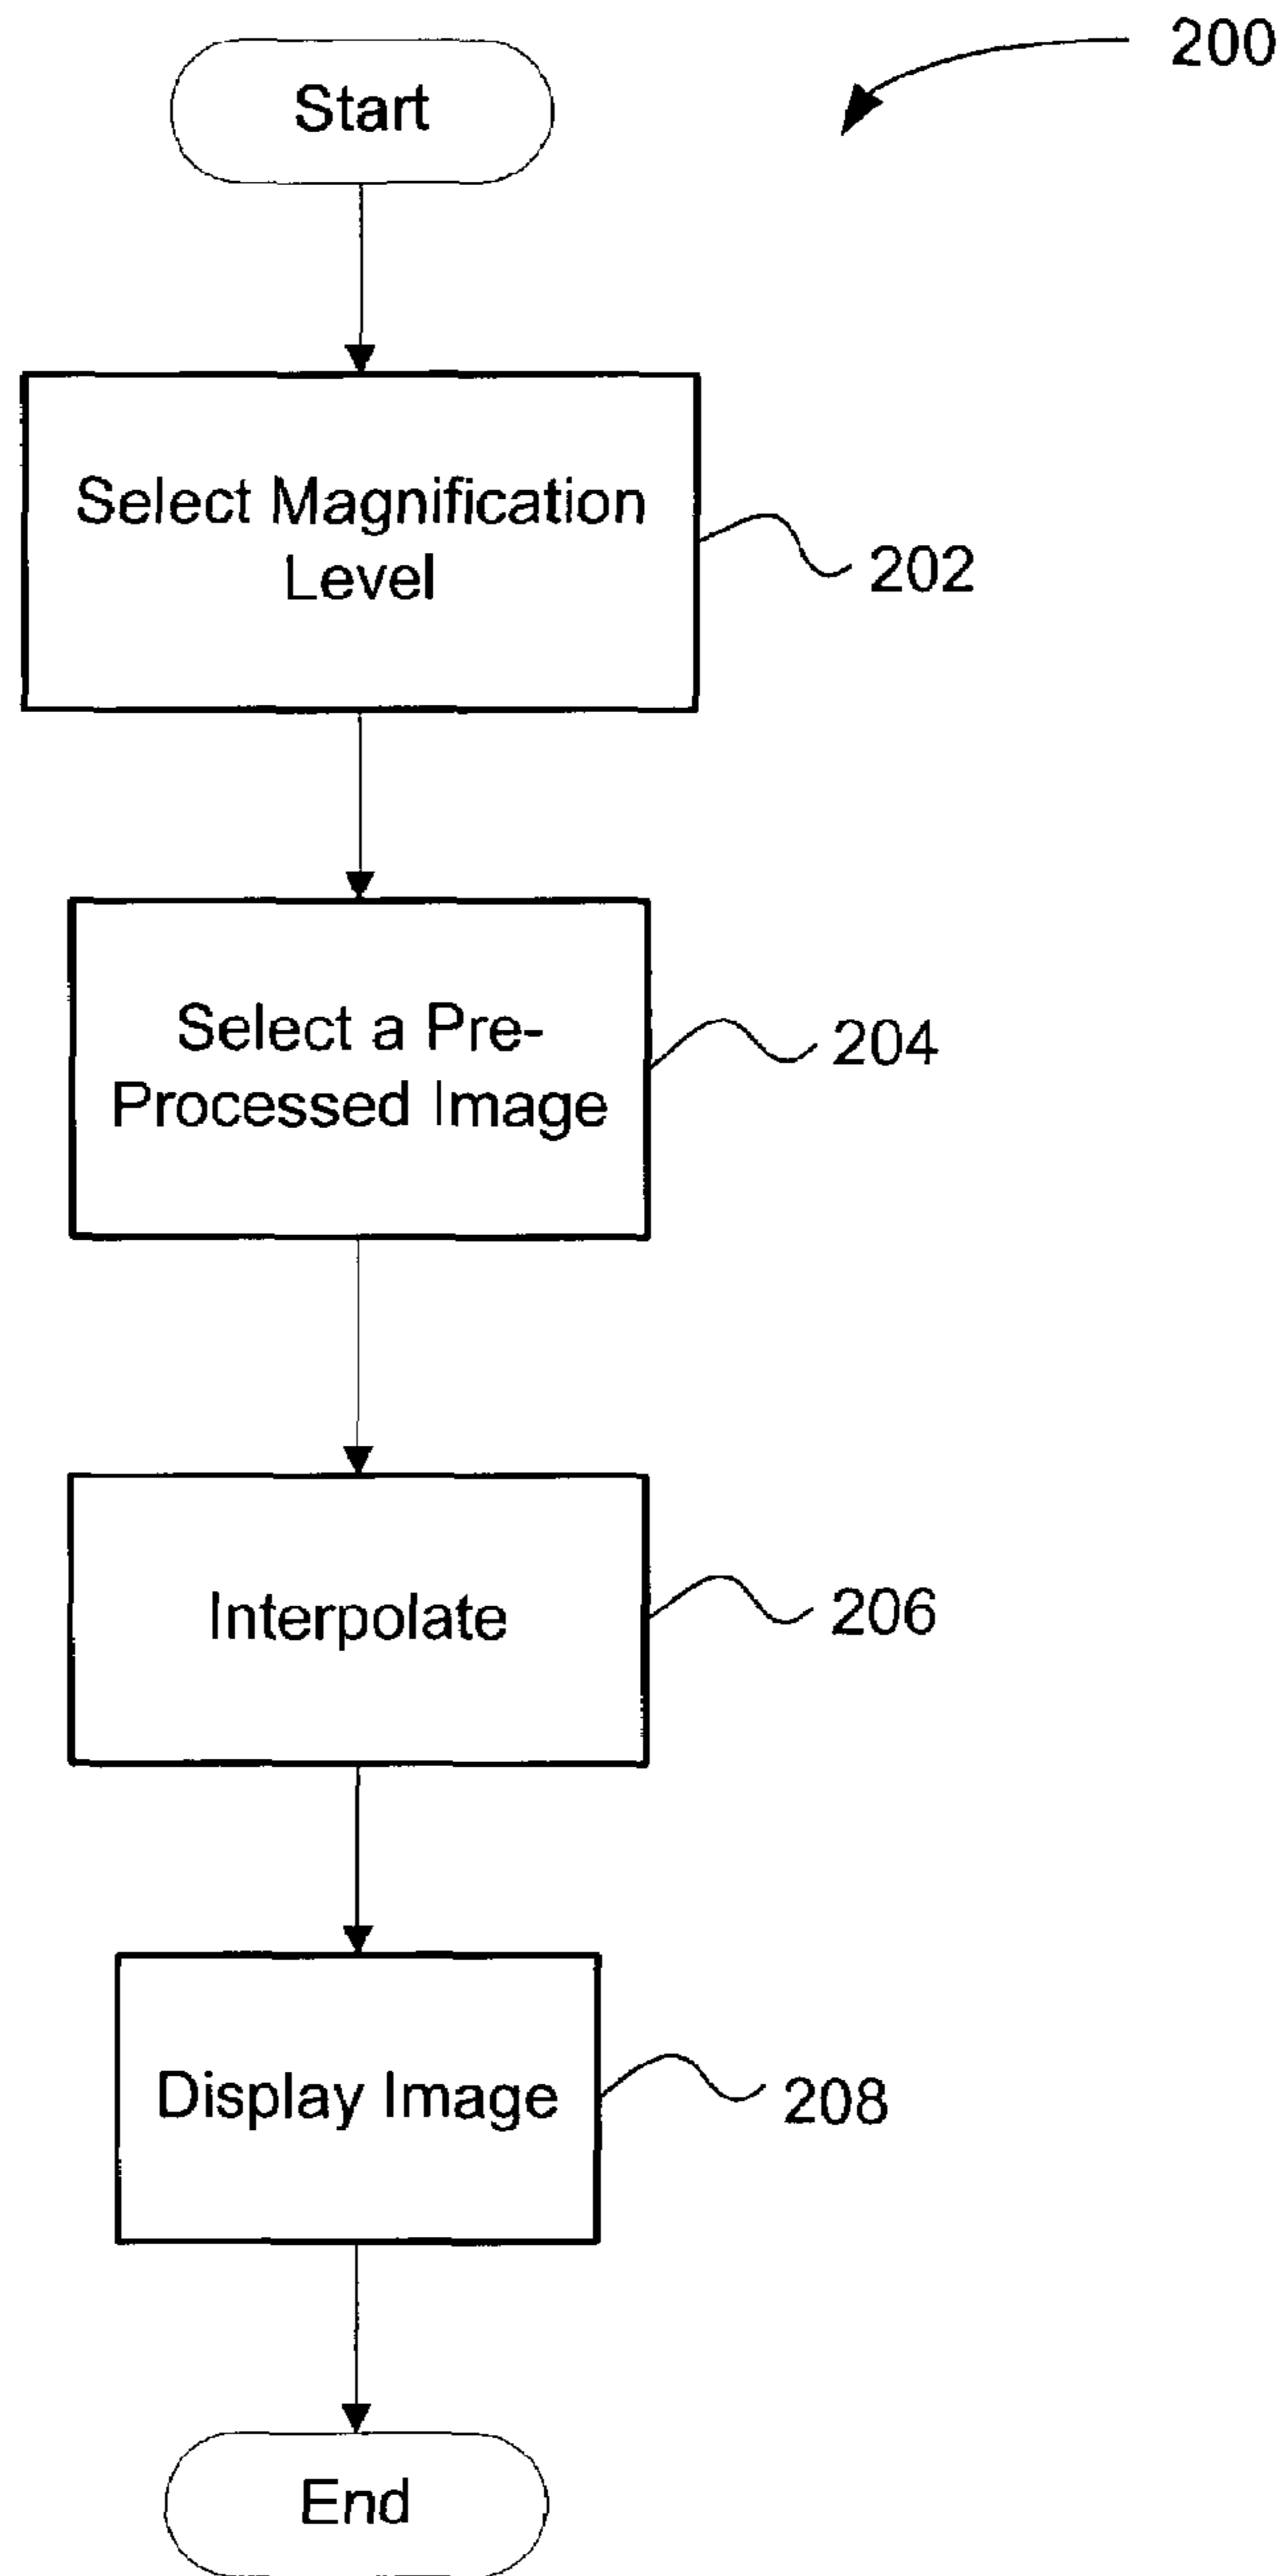 200
Start
Select Magnification
Level
202
Select a Pre-
Processed Image
204
Interpolate
206
Display Image
208
End